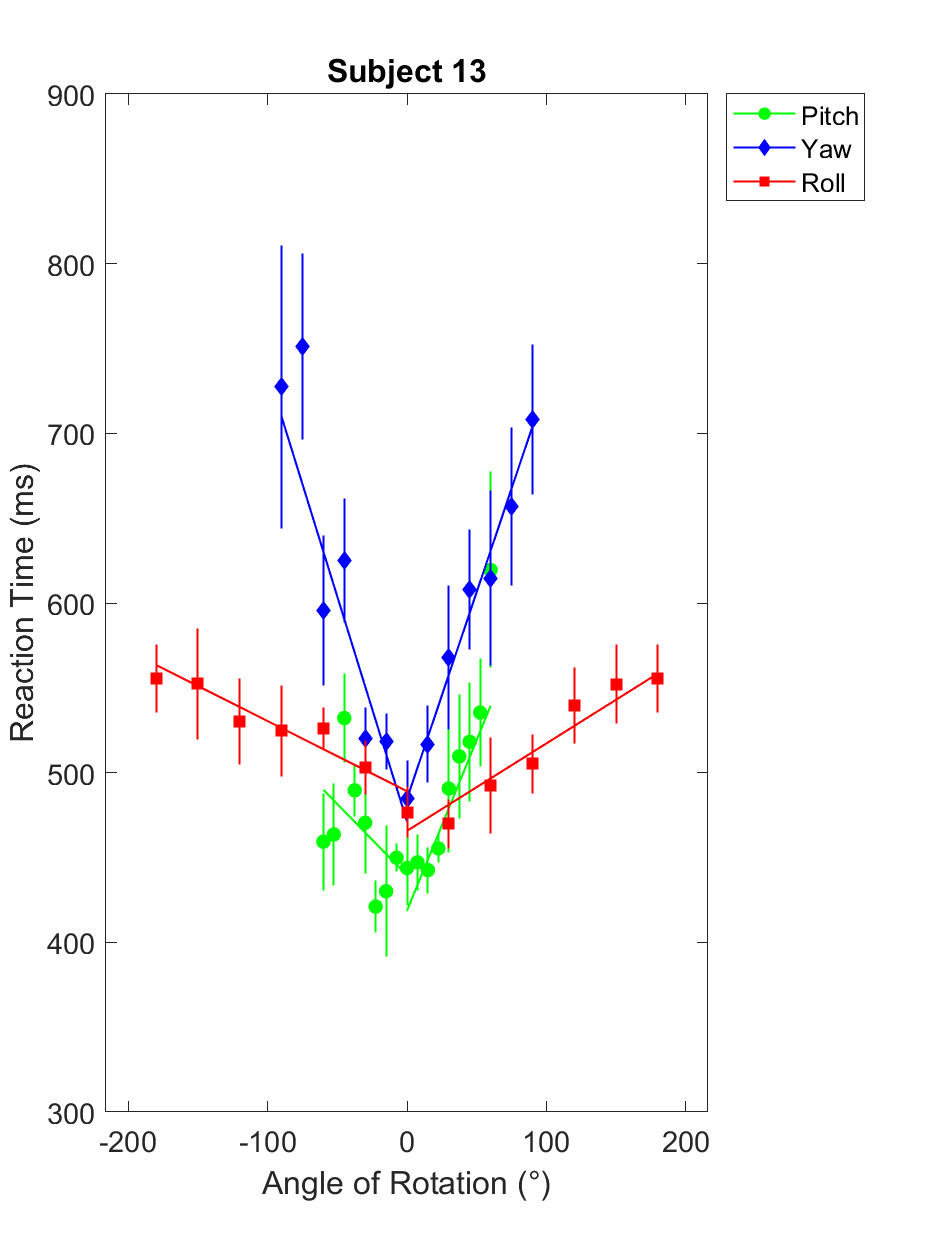 Subject 13
900
800
700
600
500
400
300
Reaction Time (ms)
-200 -100 0 100 200
Angle of Rotation (°)
Pitch
Yaw
Roll